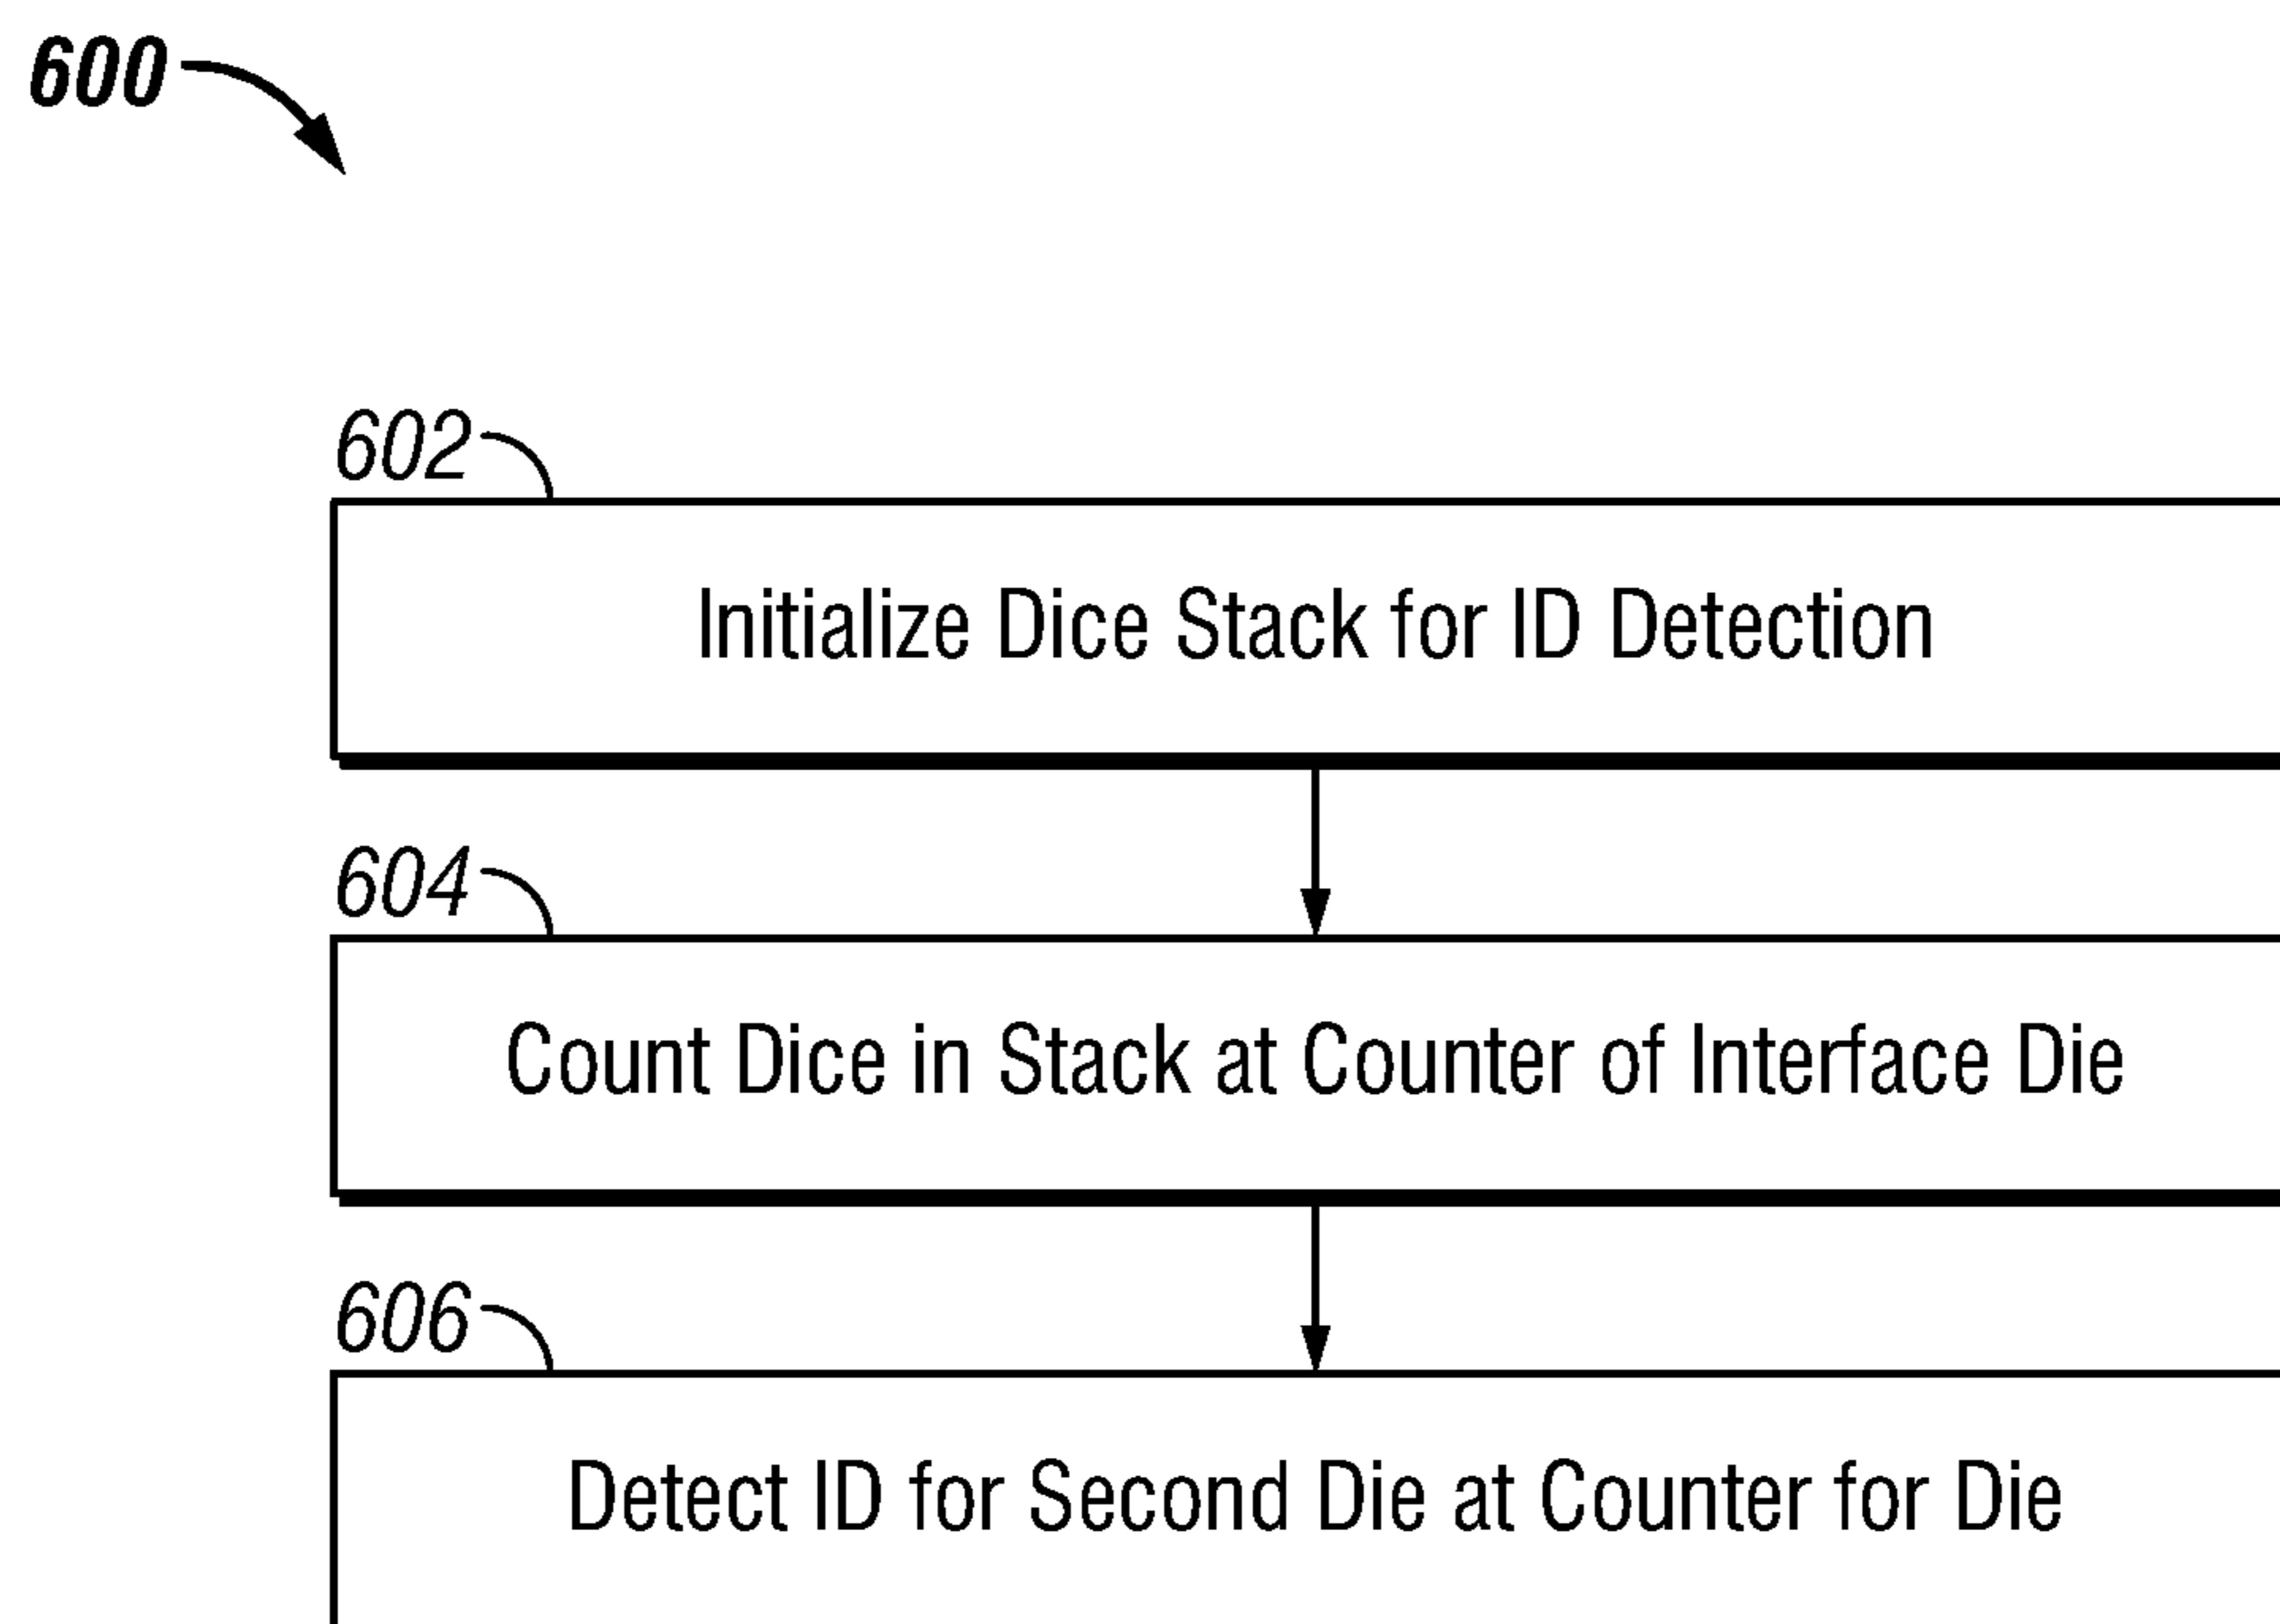 600
602
Initialize Dice Stack for ID Detection
604
Count Dice in Stack at Counter of Interface Die
606
Detect ID for Second Die at Counter for Die